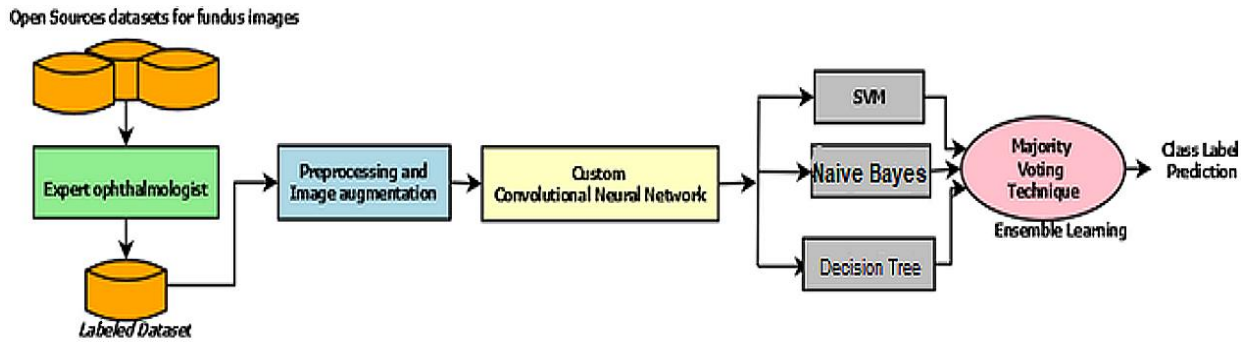 Open Sources datasets for fundus images
Expert ophthalmologist
Labeled Dataset
Preprocessing and
Image augmentation
Custom
Convolutional Neural Network
SVM
Naive Bayes
Decision Tree
Majority
Voting
Technique
Ensemble Learning
Class Label
Prediction